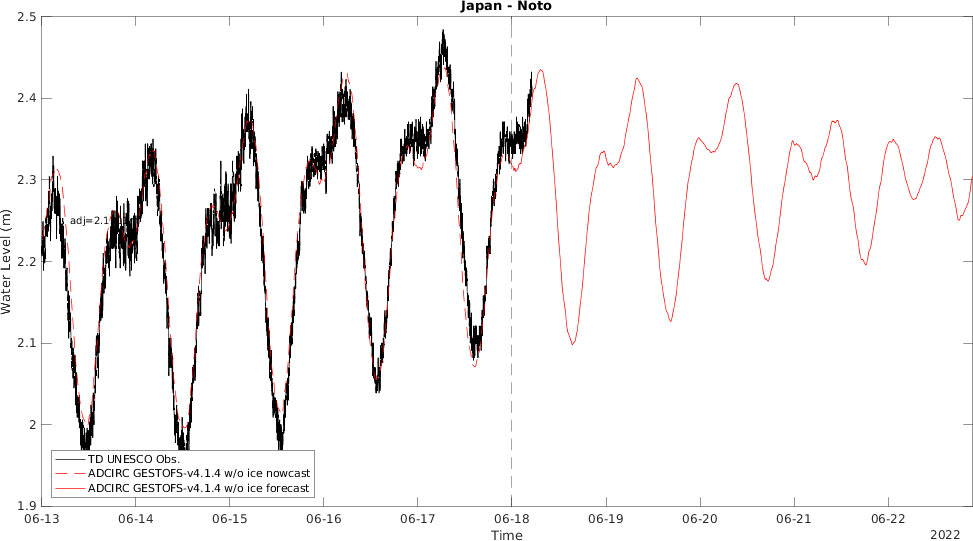 Japan - Noto
2.5
2.4
2.3
2.2
2.1
2
1.9
Water Level (m)
adj=2.1
TD UNESCO Obs.
ADCIRC GESTOFS-v4.1.4 w/o ice nowcast
ADCIRC GESTOFS-v4.1.4 w/o ice forecast
06-13
06-14
06-15
06-16
06-17
06-18
06-19
06-20
06-21
06-22
Time
2022